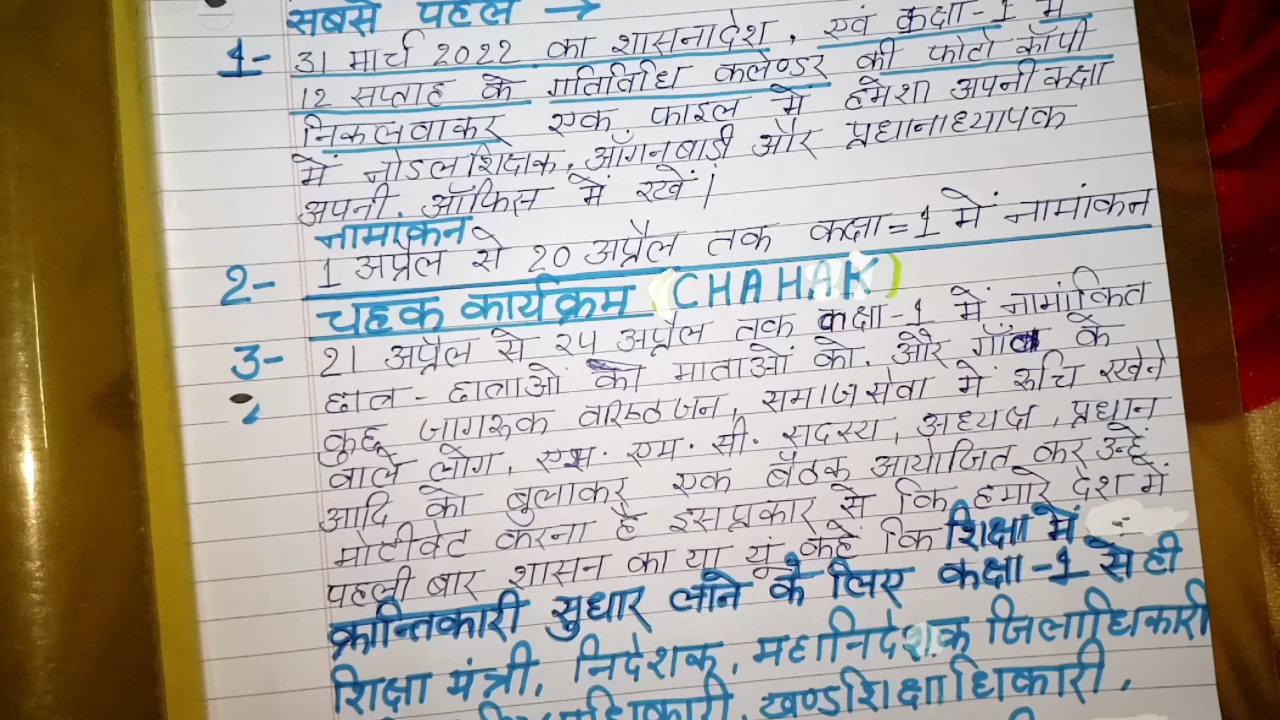 सबसे पहले →
1- 31 मार्च 2022 का शासनादेश, एवं कक्षा-1 में
12 सप्ताह के गतिविधि कलेण्डर की फोटो कॉपी
निकलवाकर एक फाइल में हमेशा अपनी कक्षा
में नोडल शिक्षक, आँगनबाड़ी और प्रधानाध्यापक
अपनी ऑफिस में रखें।
नामांकन
2- 1 अप्रैल से 20 अप्रैल तक कक्षा=1 में नामांकन
चहक कार्यक्रम (CHAHAK)
3- 21 अप्रैल से 24 अप्रैल तक कक्षा-1 में नामांकित
छात्र-छात्राओं की माताओं को, और गाँव के
कुछ जागरुक वरिष्ठजन, समाजसेवा में रुचि रखने
वाले लोग, एस. एम. सी. सदस्य, अध्यक्ष, प्रधान
आदि को बुलाकर एक बैठक आयोजित कर उन्हें
मोटीवेट करना है इसप्रकार से कि हमारे देश में
पहली बार शासन का या यूं कहें कि शिक्षा में
क्रान्तिकारी सुधार लाने के लिए कक्षा-1 से ही
शिक्षा मंत्री, निदेशक, महानिदेशक जिलाधिकारी
खण्डशिक्षाधिकारी,